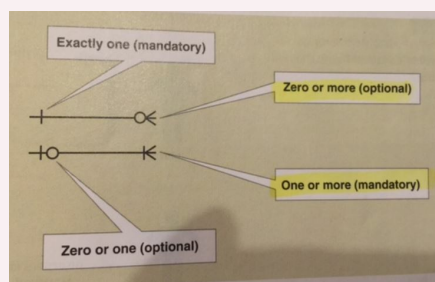 Exactly one (mandatory)
Zero or more (optional)
One or more (mandatory)
Zero or one (optional)